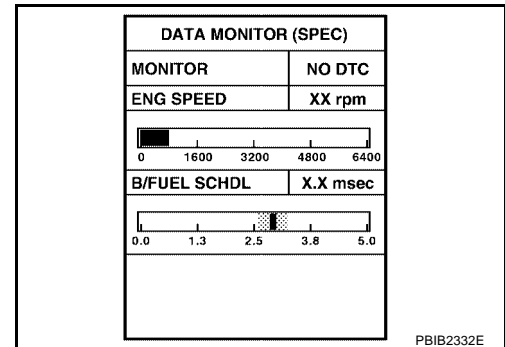 DATA MONITOR (SPEC)
MONITOR NO DTC
ENG SPEED XX rpm
0 1600 3200 4800 6400
B/FUEL SCHDL X.X msec
0.0 1.3 2.5 3.8 5.0
PBIB2332E